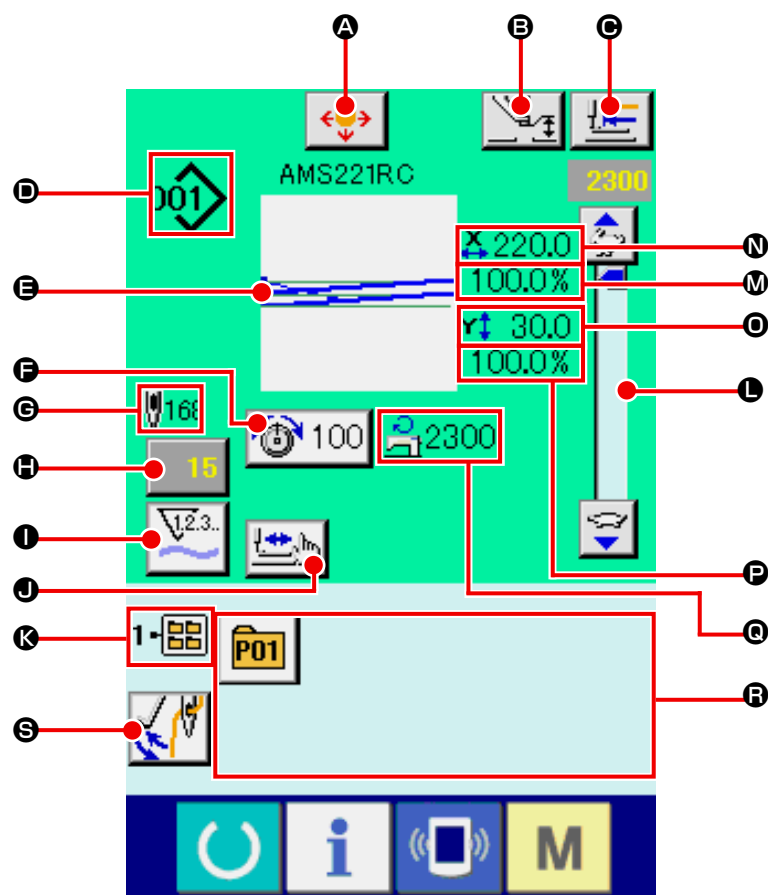 A B C
AMS221RC
2300
D 001
X 220.0 N
E 100.0% M
Y 30.0 O
100.0%
F L
G 168
100 2300
H 15
I 1.2.3..
J P
K 1 Q
P01
R
S
i M